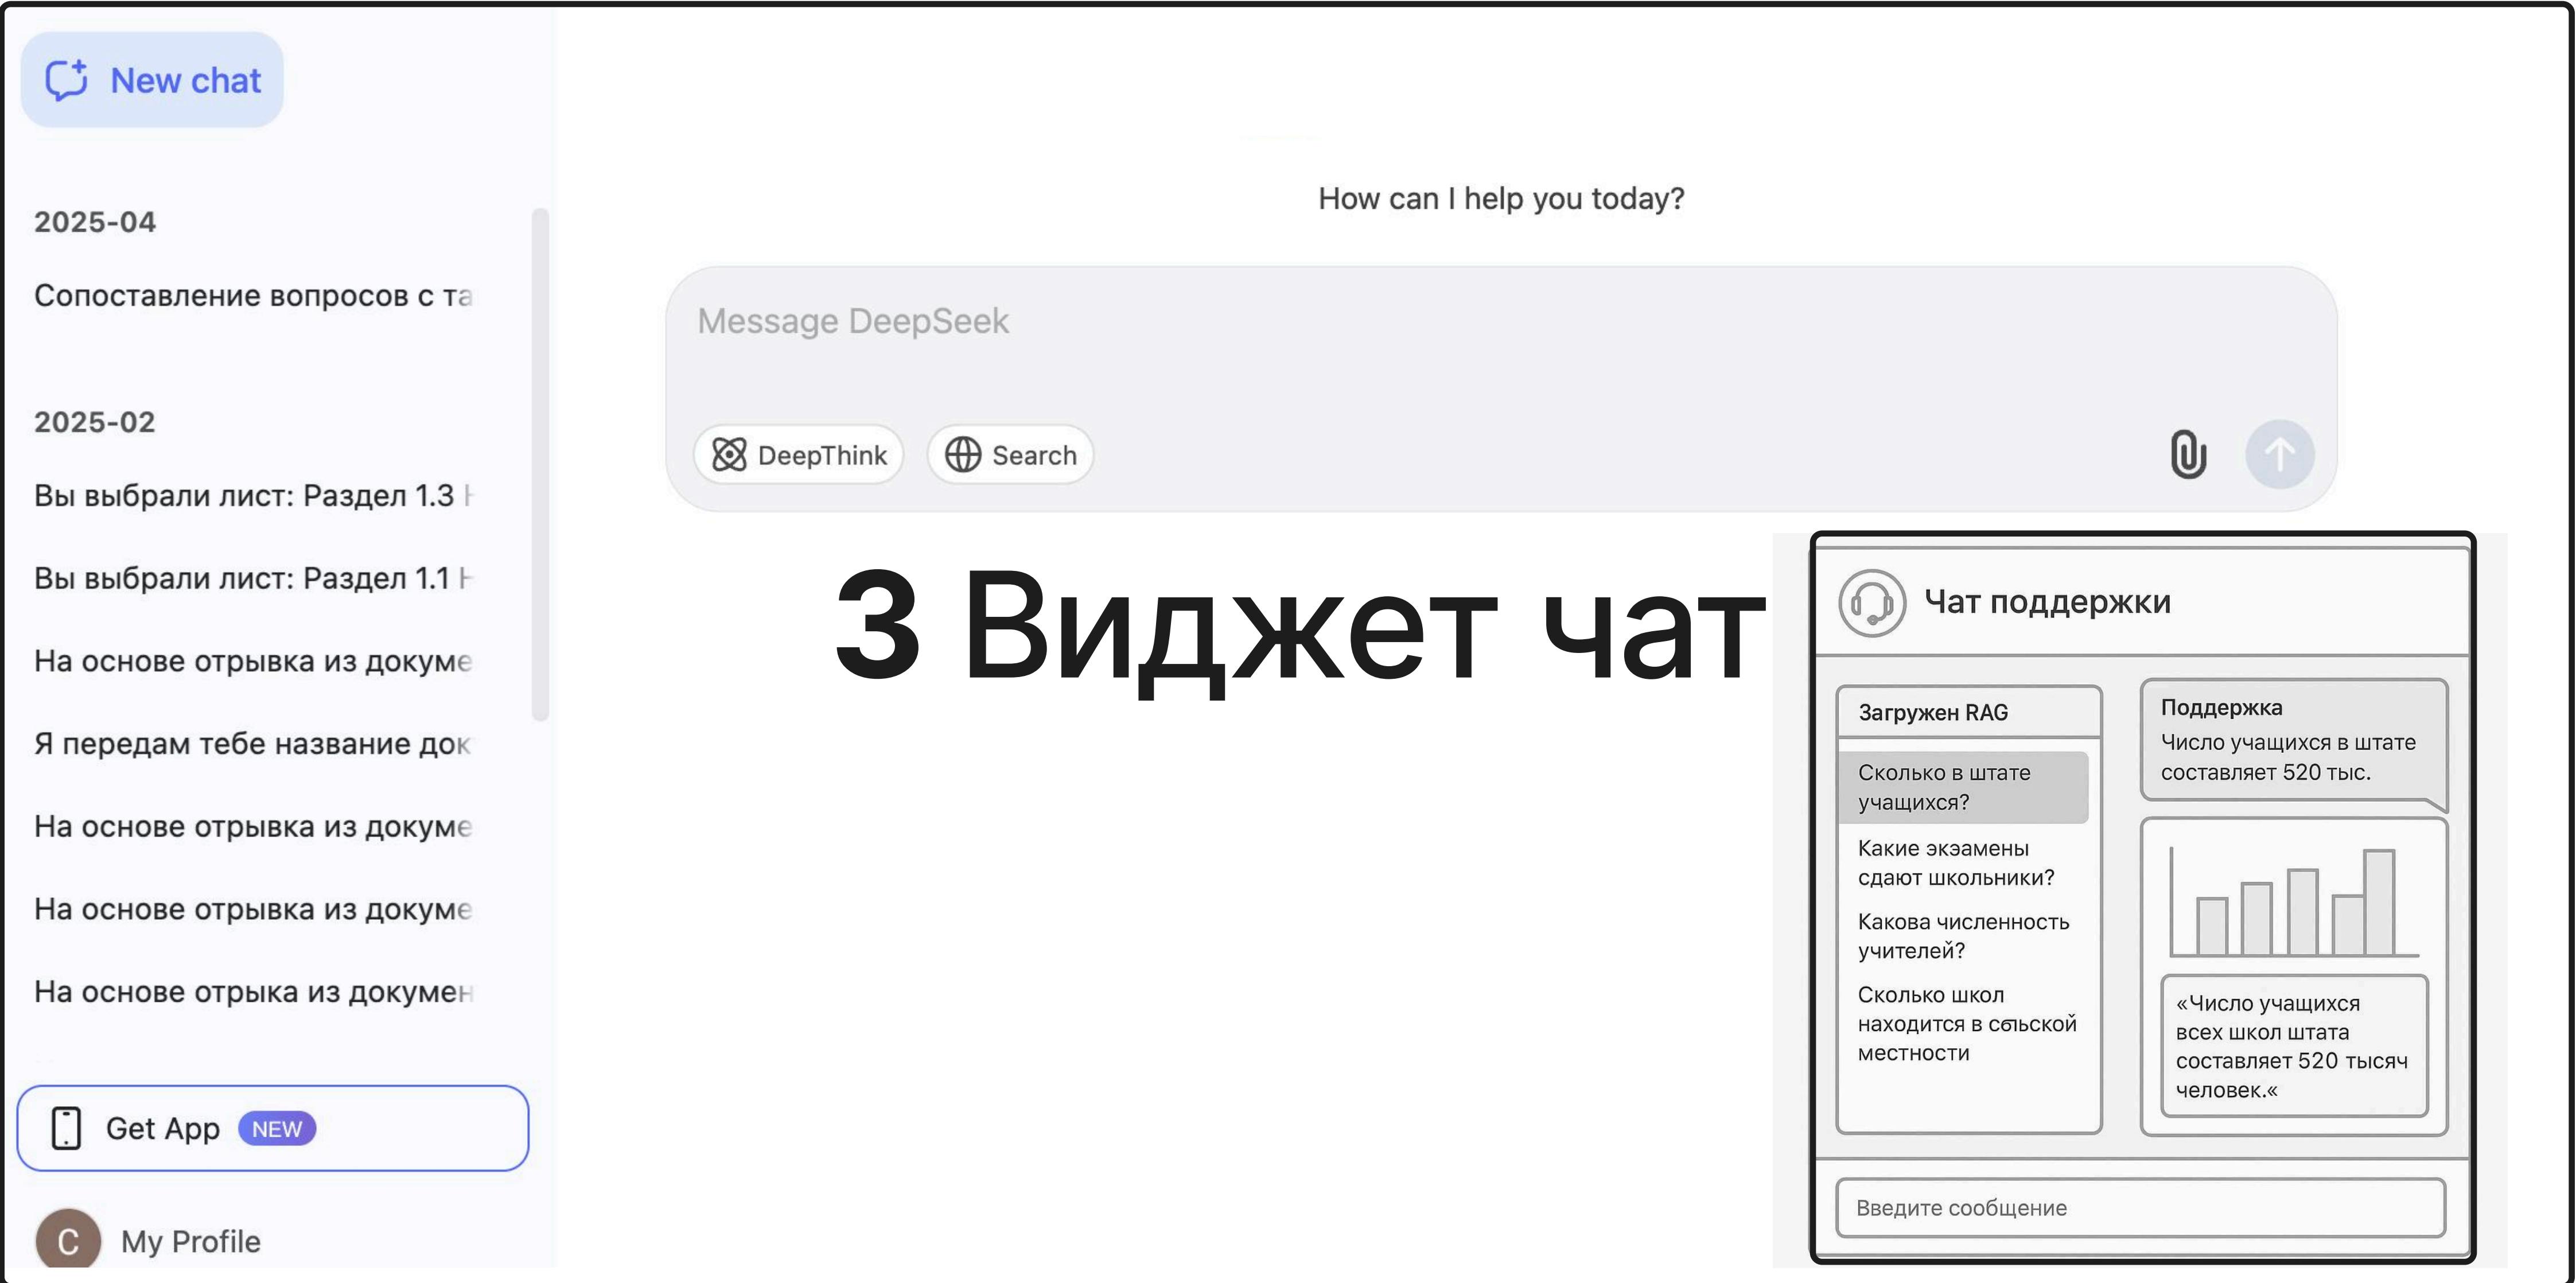 New chat
2025-04
Сопоставление вопросов с та
2025-02
Вы выбрали лист: Раздел 1.3
Вы выбрали лист: Раздел 1.1
На основе отрывка из докуме
Я передам тебе название док
На основе отрывка из докуме
На основе отрывка из докуме
На основе отрыка из докумен
Get App NEW
C My Profile
How can I help you today?
Message DeepSeek
DeepThink Search
3 Виджет чат
Чат поддержки
Загружен RAG
Сколько в штате
учащихся?
Какие экзамены
сдают школьники?
Какова численность
учителей?
Сколько школ
находится в
местности
Поддержка
Число учащихся в штате
составляет 520 тыс.
«Число учащихся
всех школ штата
составляет 520 тысяч
человек.«
Введите сообщение